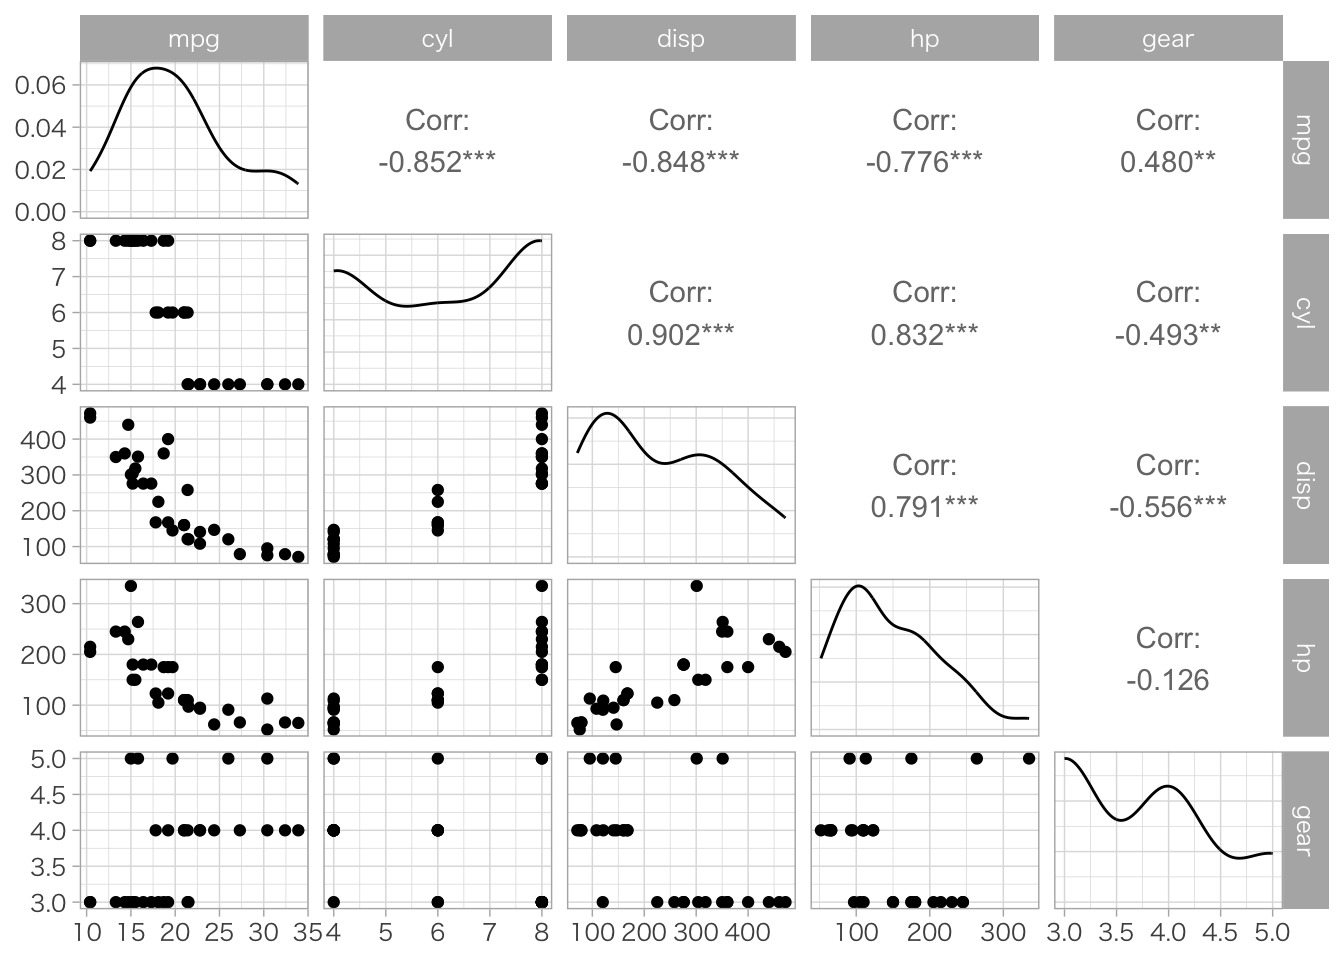 mpg cyl disp hp gear
0.06
0.04
0.02
0.00
Corr:
-0.852***
Corr:
-0.848***
Corr:
-0.776***
Corr:
0.480**
mpg
8
7
6
5
4
Corr:
0.902***
Corr:
0.832***
Corr:
-0.493**
cyl
400
300
200
100
Corr:
0.791***
Corr:
-0.556***
disp
300
200
100
Corr:
-0.126
hp
5.0
4.5
4.0
3.5
3.0
gear
10 15 20 25 30 35 4 5 6 7 8 100 200 300 400 100 200 300 3.0 3.5 4.0 4.5 5.0